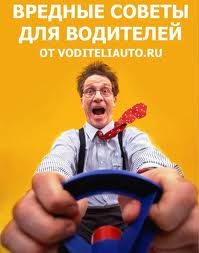 ВРЕДНЫЕ СОВЕТЫ
ДЛЯ ВОДИТЕЛЕЙ
ОТ VODITELIAUTO.RU